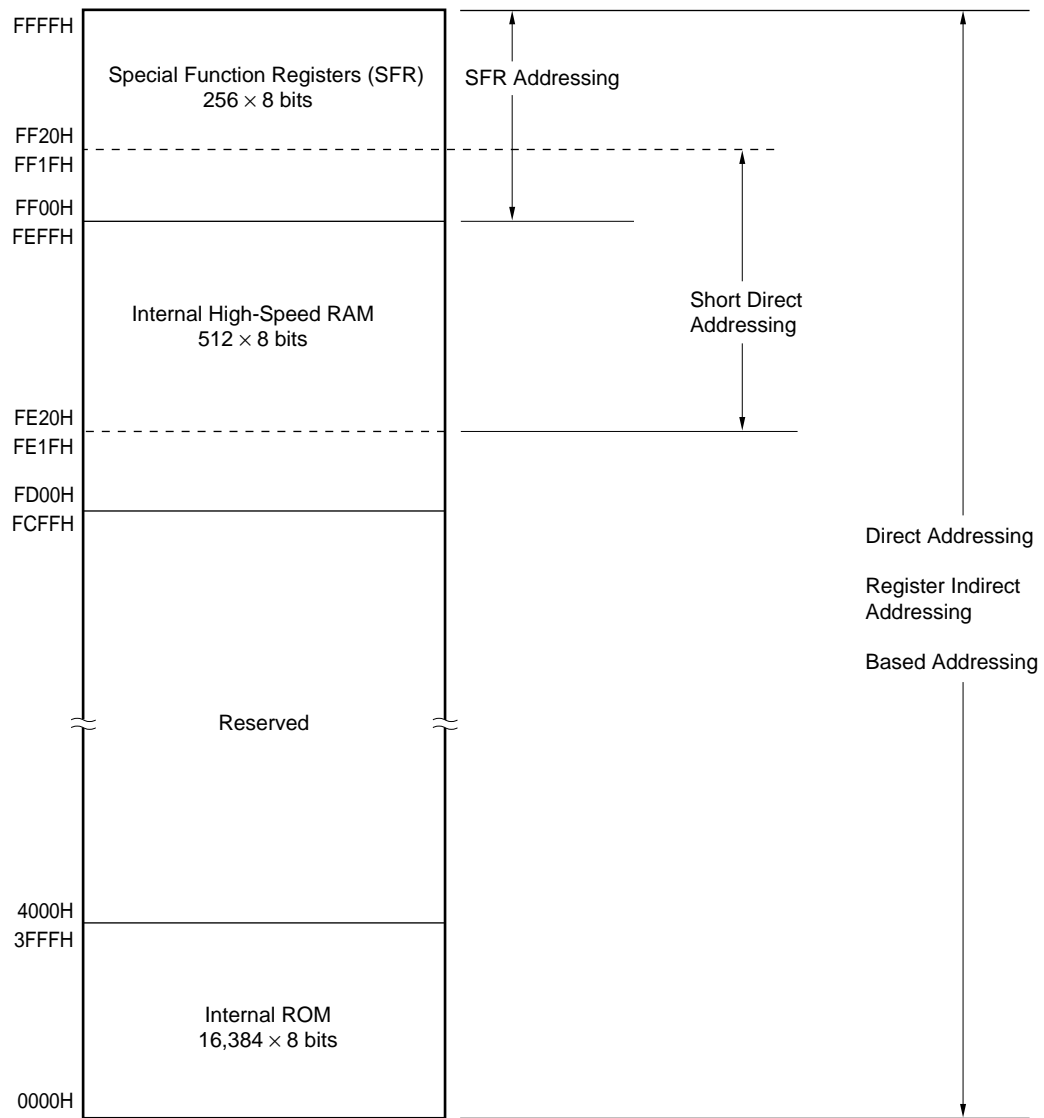 FFFFH
Special Function Registers (SFR)
256 × 8 bits
SFR Addressing
FF20H
FF1FH
FF00H
FEFFH
Internal High-Speed RAM
512 × 8 bits
Short Direct
Addressing
FE20H
FE1FH
FD00H
FCFFH
Direct Addressing
Register Indirect
Addressing
Based Addressing
Reserved
4000H
3FFFH
Internal ROM
16,384 × 8 bits
0000H